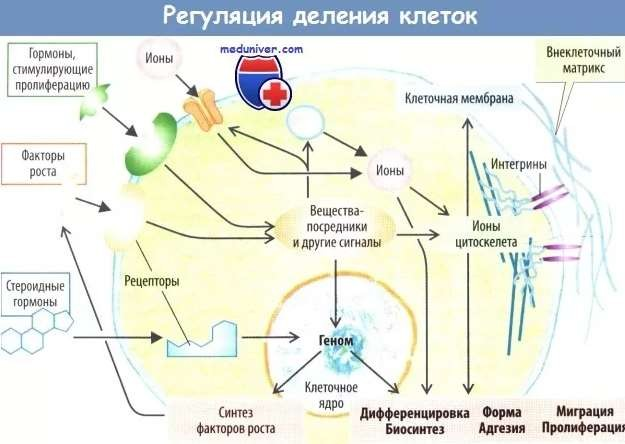 Регуляция деления клеток
meduniver.com
Гормоны,
стимулирующие
пролиферацию
Ионы
Внеклеточный
матрикс
Клеточная мембрана
Факторы
роста
Ионы
Интегрины
Вещества-
посредники
и другие сигналы
Ионы
цитоскелета
Стероидные
гормоны
Рецепторы
Геном
Клеточное
ядро
Синтез
факторов роста
Дифференцировка
Биосинтез
Форма
Адгезия
Миграция
Пролиферация